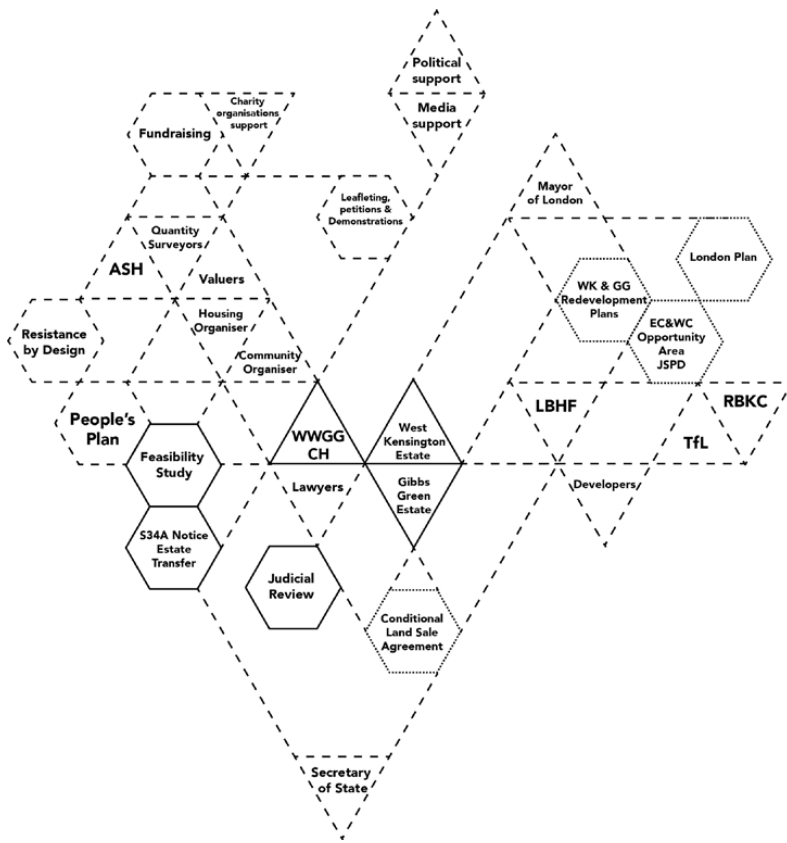 Political
support
Media
support
Charity
organisations
support
Fundraising
Leafleting,
petitions &
Demonstrations
Mayor
of London
Quantity
Surveyors
ASH
Valuers
London Plan
WK & GG
Redevelopment
Plans
Housing
Organiser
Resistance
by Design
EC&WC
Opportunity
Area
JSPD
Community
Organiser
People's
Plan
WWGG
CH
West
Kensington
Estate
LBHF
RBKC
TfL
Feasibility
Study
Lawyers
Gibbs
Green
Estate
Developers
S34A Notice
Estate
Transfer
Judicial
Review
Conditional
Land Sale
Agreement
Secretary
of State